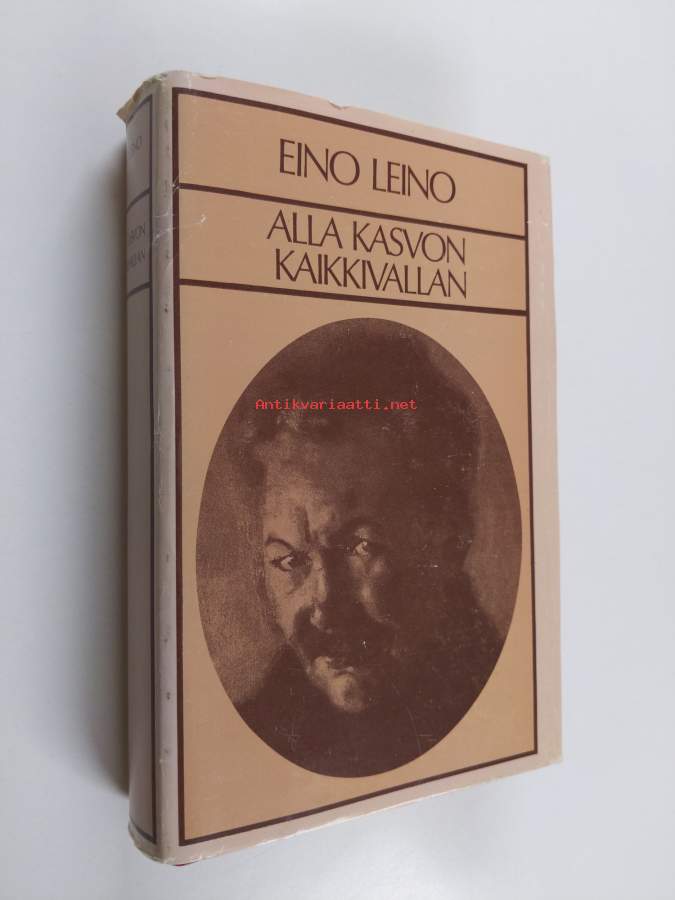 EINO LEINO
ALLA KASVON
KAIKKIVALLAN
Antikvariaatti.net